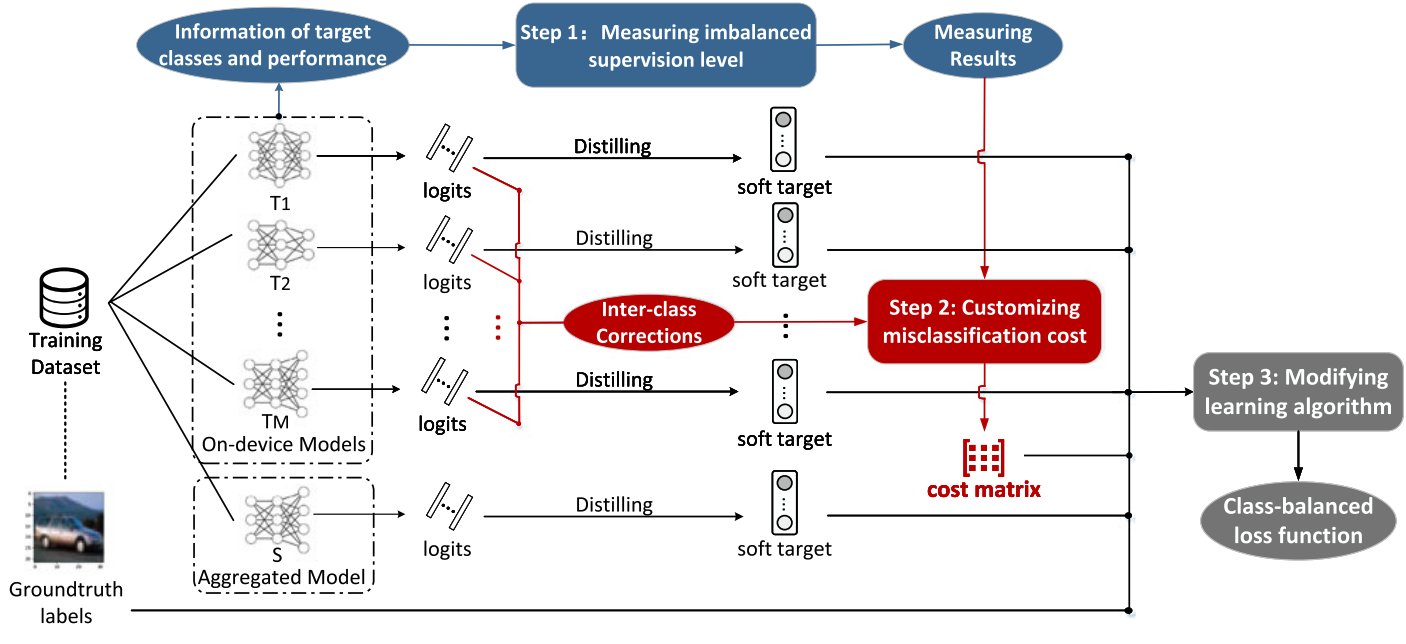 Information of target
classes and performance
Step 1：Measuring imbalanced
supervision level
Measuring
Results
T1
logits
Distilling
soft target
T2
logits
Distilling
soft target
Training
Dataset
Inter-class
Corrections
Step 2: Customizing
misclassification cost
TM
On-device Models
logits
Distilling
soft target
Step 3: Modifying
learning algorithm
cost matrix
S
Aggregated Model
logits
Distilling
soft target
Class-balanced
loss function
Groundtruth
labels